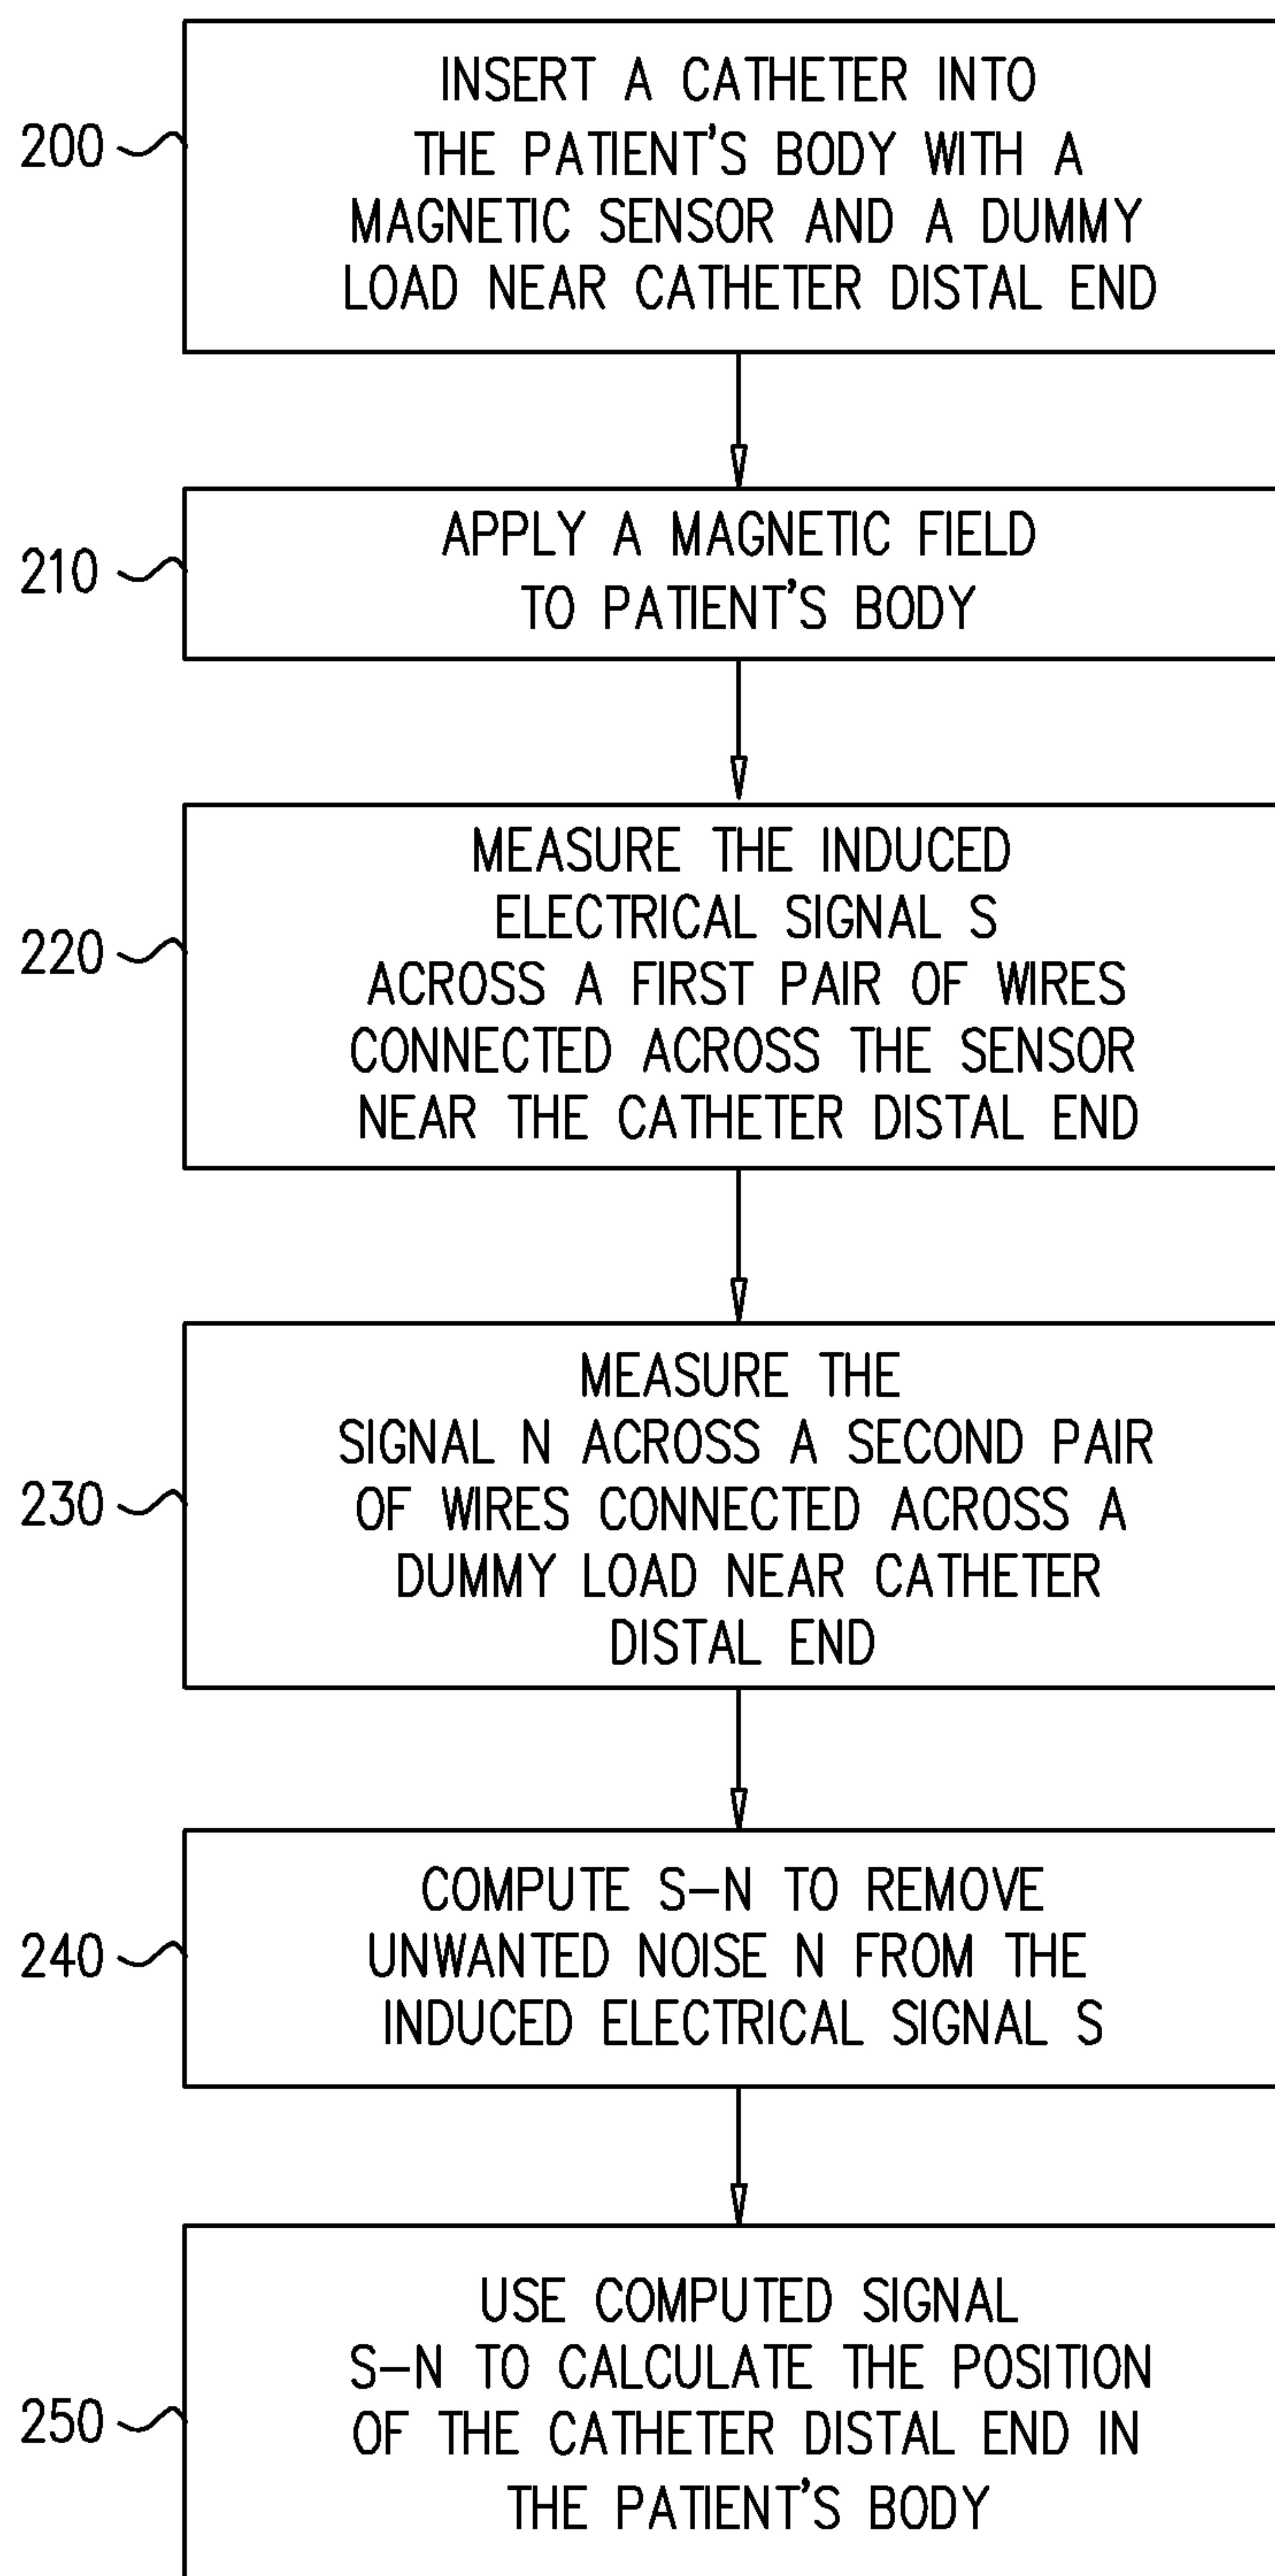 INSERT A CATHETER INTO
200
THE PATIENT'S BODY WITH A
MAGNETIC SENSOR AND A DUMMY
LOAD NEAR CATHETER DISTAL END
APPLY A MAGNETIC FIELD
210
TO PATIENT'S BODY
MEASURE THE INDUCED
ELECTRICAL SIGNAL S
220
ACROSS A FIRST PAIR OF WIRES
CONNECTED ACROSS THE SENSOR
NEAR THE CATHETER DISTAL END
MEASURE THE
SIGNAL N ACROSS A SECOND PAIR
230
OF WIRES CONNECTED ACROSS A
DUMMY LOAD NEAR CATHETER
DISTAL END
COMPUTE S-N TO REMOVE
240
UNWANTED NOISE N FROM THE
INDUCED ELECTRICAL SIGNAL S
USE COMPUTED SIGNAL
S-N TO CALCULATE THE POSITION
250
OF THE CATHETER DISTAL END IN
THE PATIENT'S BODY